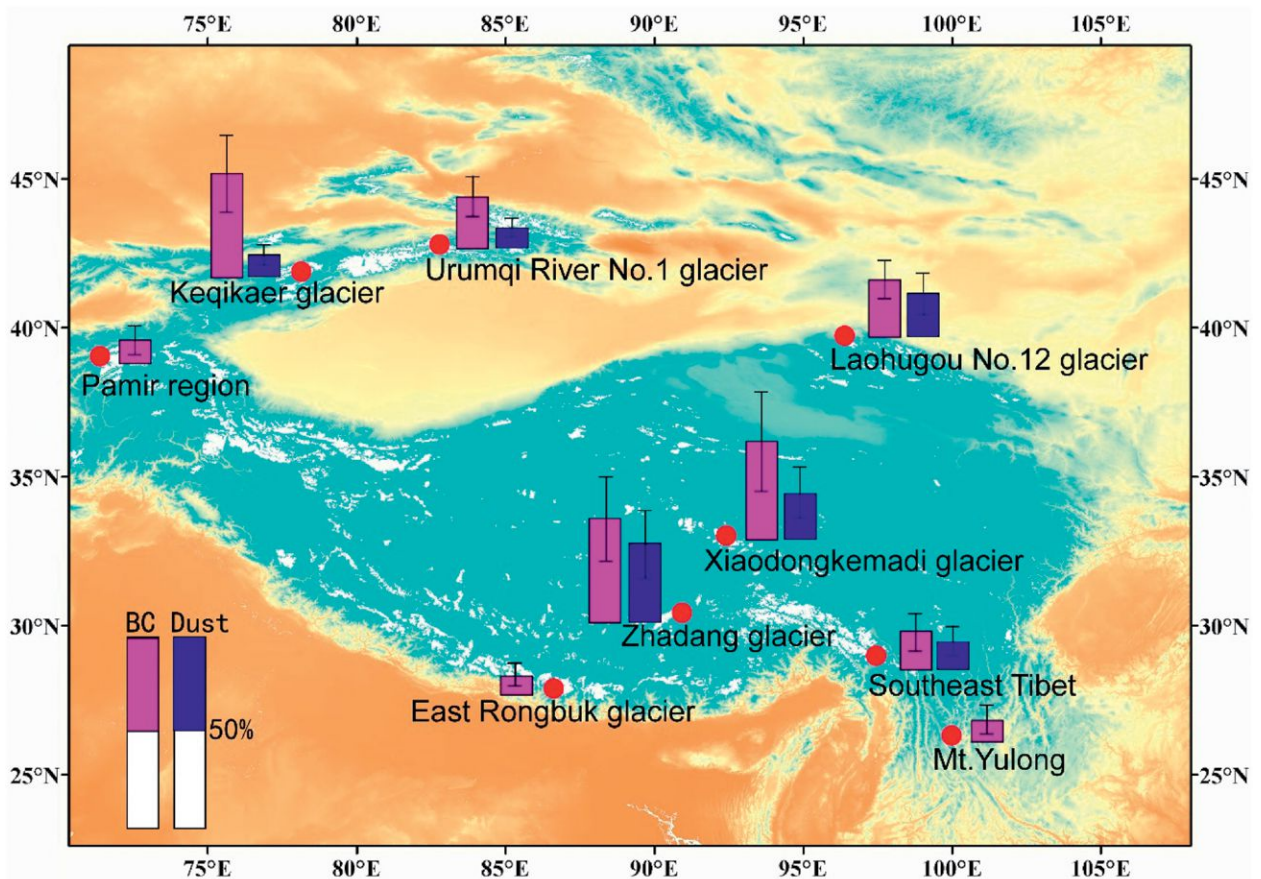 75°E 80°E 85°E 90°E 95°E 100°E 105°E
45°N 45°N
Urumqi River No.1 glacier
Keqikaer glacier
40°N 40°N
Laohugou No.12 glacier
Pamir region
35°N 35°N
Xiaodongkemadi glacier
BC Dust
30°N 30°N
Zhadang glacier
Southeast Tibet
East Rongbuk glacier
50%
Mt.Yulong
25°N 25°N
75°E 80°E 85°E 90°E 95°E 100°E 105°E